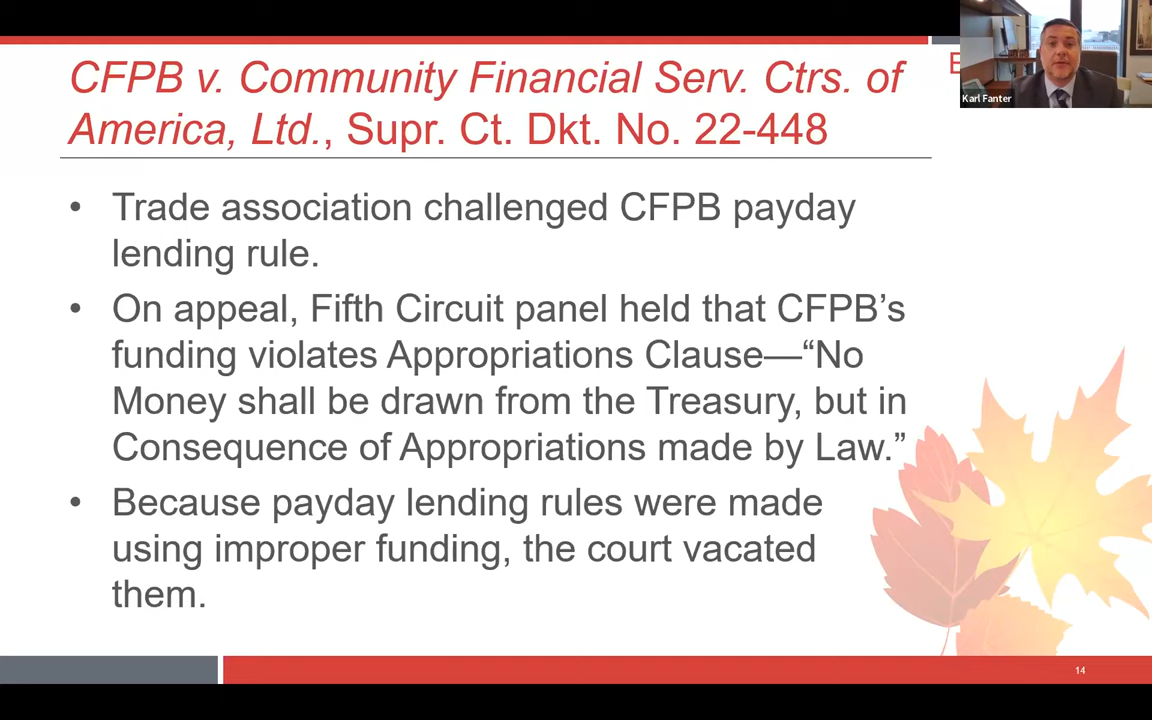 CFPB v. Community Financial Serv. Ctrs. of
America, Ltd., Supr. Ct. Dkt. No. 22-448
Karl Fanter
• Trade association challenged CFPB payday
lending rule.
• On appeal, Fifth Circuit panel held that CFPB’s
funding violates Appropriations Clause—“No
Money shall be drawn from the Treasury, but in
Consequence of Appropriations made by Law.”
• Because payday lending rules were made
using improper funding, the court vacated
them.
14